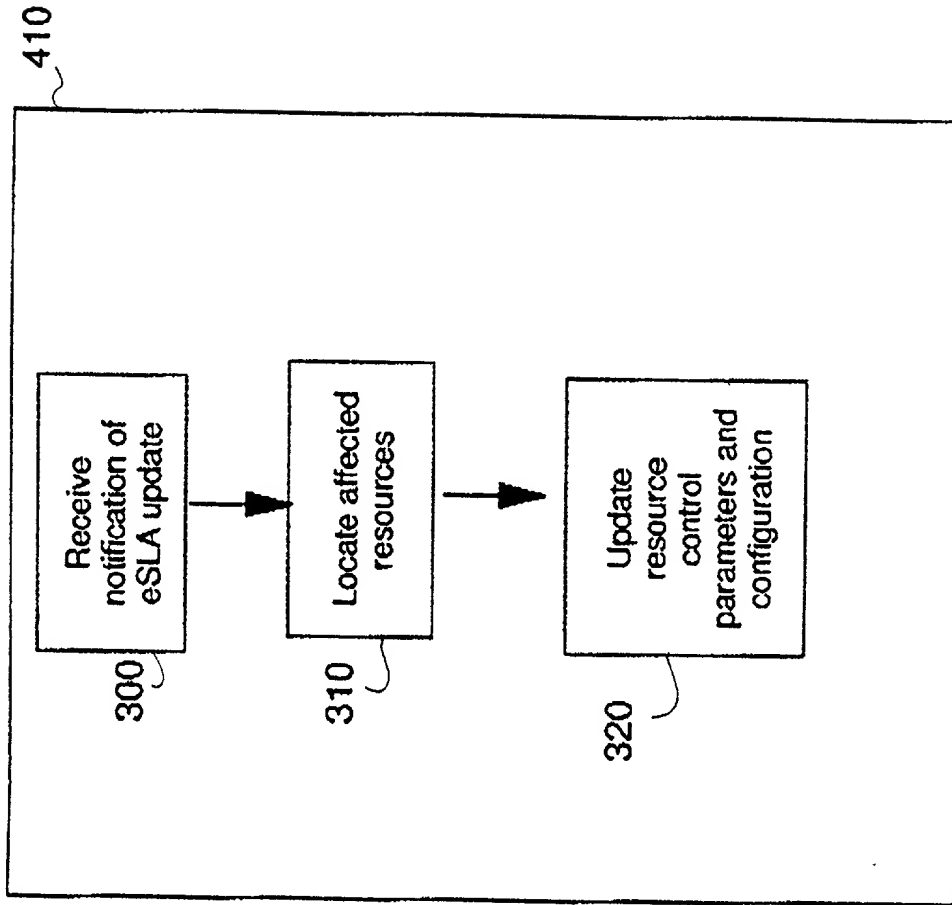 410
Receive
notification of
eSLA update
300
Locate affected
resources
310
Update
resource
control
parameters and
configuration
320